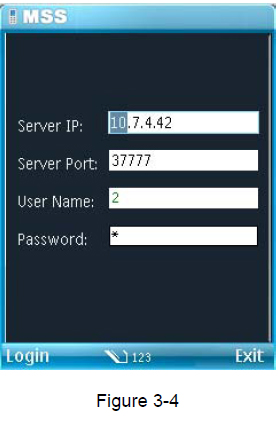 MSS
Server IP: 10.7.4.42
Server Port: 37777
User Name: 2
Password: *
Login 123 Exit
Figure 3-4